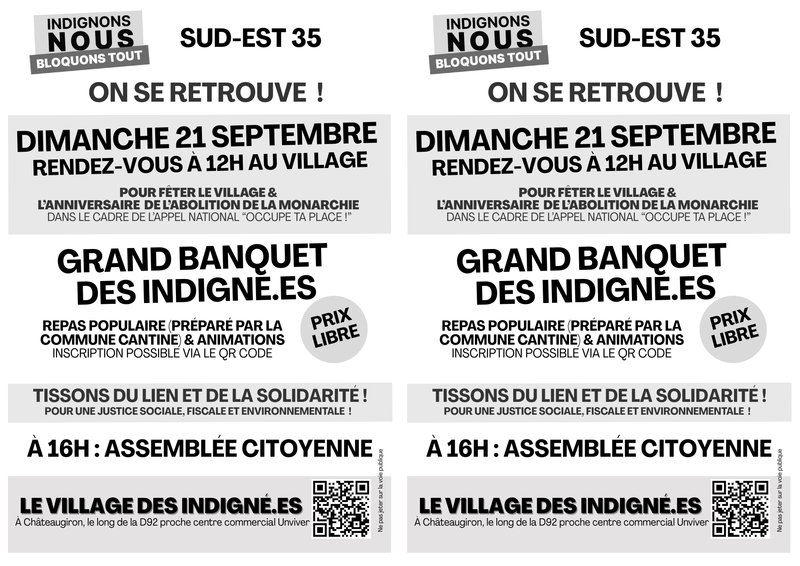 INDIGNONS
NOUS
BLOQUONS TOUT
SUD-EST 35
ON SE RETROUVE !
DIMANCHE 21 SEPTEMBRE
RENDEZ-VOUS À 12H AU VILLAGE
POUR FÊTER LE VILLAGE &
L'ANNIVERSAIRE DE L'ABOLITION DE LA MONARCHIE
DANS LE CADRE DE L'APPEL NATIONAL “OCCUPE TA PLACE !”
GRAND BANQUET
DES INDIGNÉ.ES
REPAS POPULAIRE (PRÉPARÉ PAR LA
COMMUNE CANTINE) & ANIMATIONS
INSCRIPTION POSSIBLE VIA LE QR CODE
PRIX
LIBRE
TISSONS DU LIEN ET DE LA SOLIDARITÉ !
POUR UNE JUSTICE SOCIALE, FISCALE ET ENVIRONNEMENTALE !
À 16H : ASSEMBLÉE CITOYENNE
LE VILLAGE DES INDIGNÉ.ES
À Châteaugiron, le long de la D92 proche centre commercial Univer
Ne pas jeter sur la voie publique
INDIGNONS
NOUS
BLOQUONS TOUT
SUD-EST 35
ON SE RETROUVE !
DIMANCHE 21 SEPTEMBRE
RENDEZ-VOUS À 12H AU VILLAGE
POUR FÊTER LE VILLAGE &
L'ANNIVERSAIRE DE L'ABOLITION DE LA MONARCHIE
DANS LE CADRE DE L'APPEL NATIONAL “OCCUPE TA PLACE !”
GRAND BANQUET
DES INDIGNÉ.ES
REPAS POPULAIRE (PRÉPARÉ PAR LA
COMMUNE CANTINE) & ANIMATIONS
INSCRIPTION POSSIBLE VIA LE QR CODE
PRIX
LIBRE
TISSONS DU LIEN ET DE LA SOLIDARITÉ !
POUR UNE JUSTICE SOCIALE, FISCALE ET ENVIRONNEMENTALE !
À 16H : ASSEMBLÉE CITOYENNE
LE VILLAGE DES INDIGNÉ.ES
À Châteaugiron, le long de la D92 proche centre commercial Univer
Ne pas jeter sur la voie publique